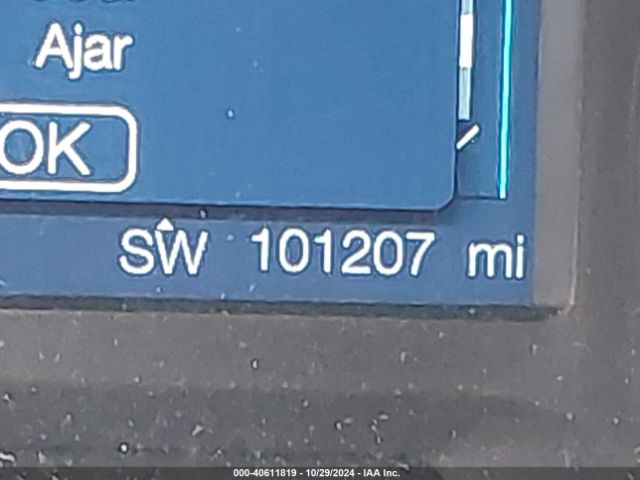 Ajar
OK
SW 101207 mi
000-40611819 - 10/29/2024 - IAA Inc.